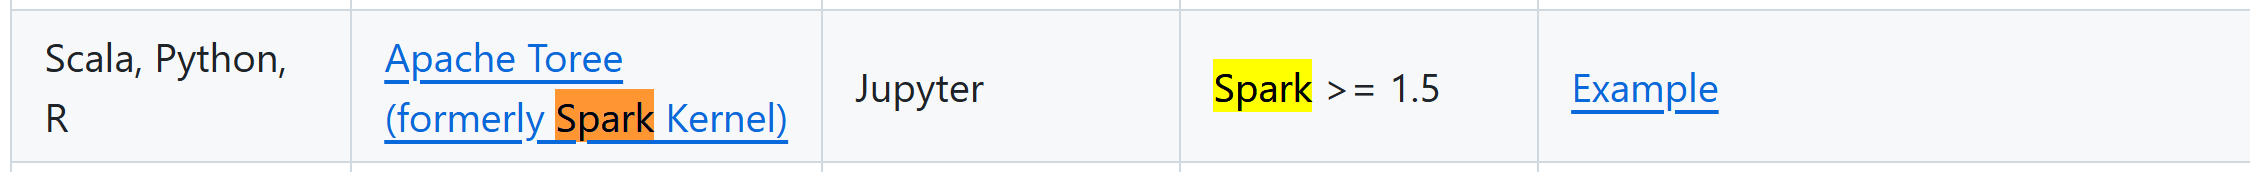 Scala, Python,
R
Apache Toree
(formerly Spark Kernel)
Jupyter
Spark >= 1.5
Example